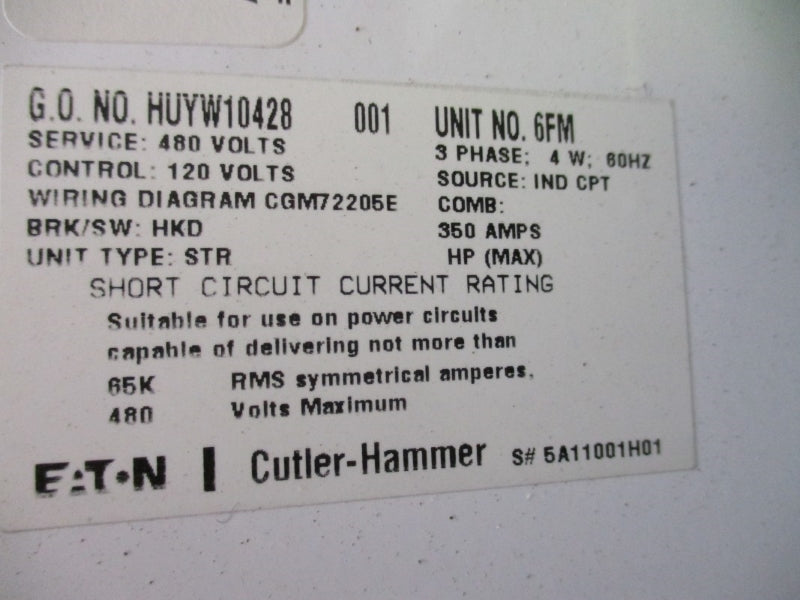 G.O. NO. HUYW10428 001 UNIT NO. 6FM
SERVICE: 480 VOLTS 3 PHASE; 4 W; 60HZ
CONTROL: 120 VOLTS SOURCE: IND CPT
WIRING DIAGRAM CGM72205E COMB:
BRK/SW: HKD 350 AMPS
UNIT TYPE: STR HP (MAX)
SHORT CIRCUIT CURRENT RATING
Suitable for use on power circuits
capable of delivering not more than
65K RMS symmetrical amperes.
480 Volts Maximum
EATON | Cutler-Hammer S# 5A11001H01